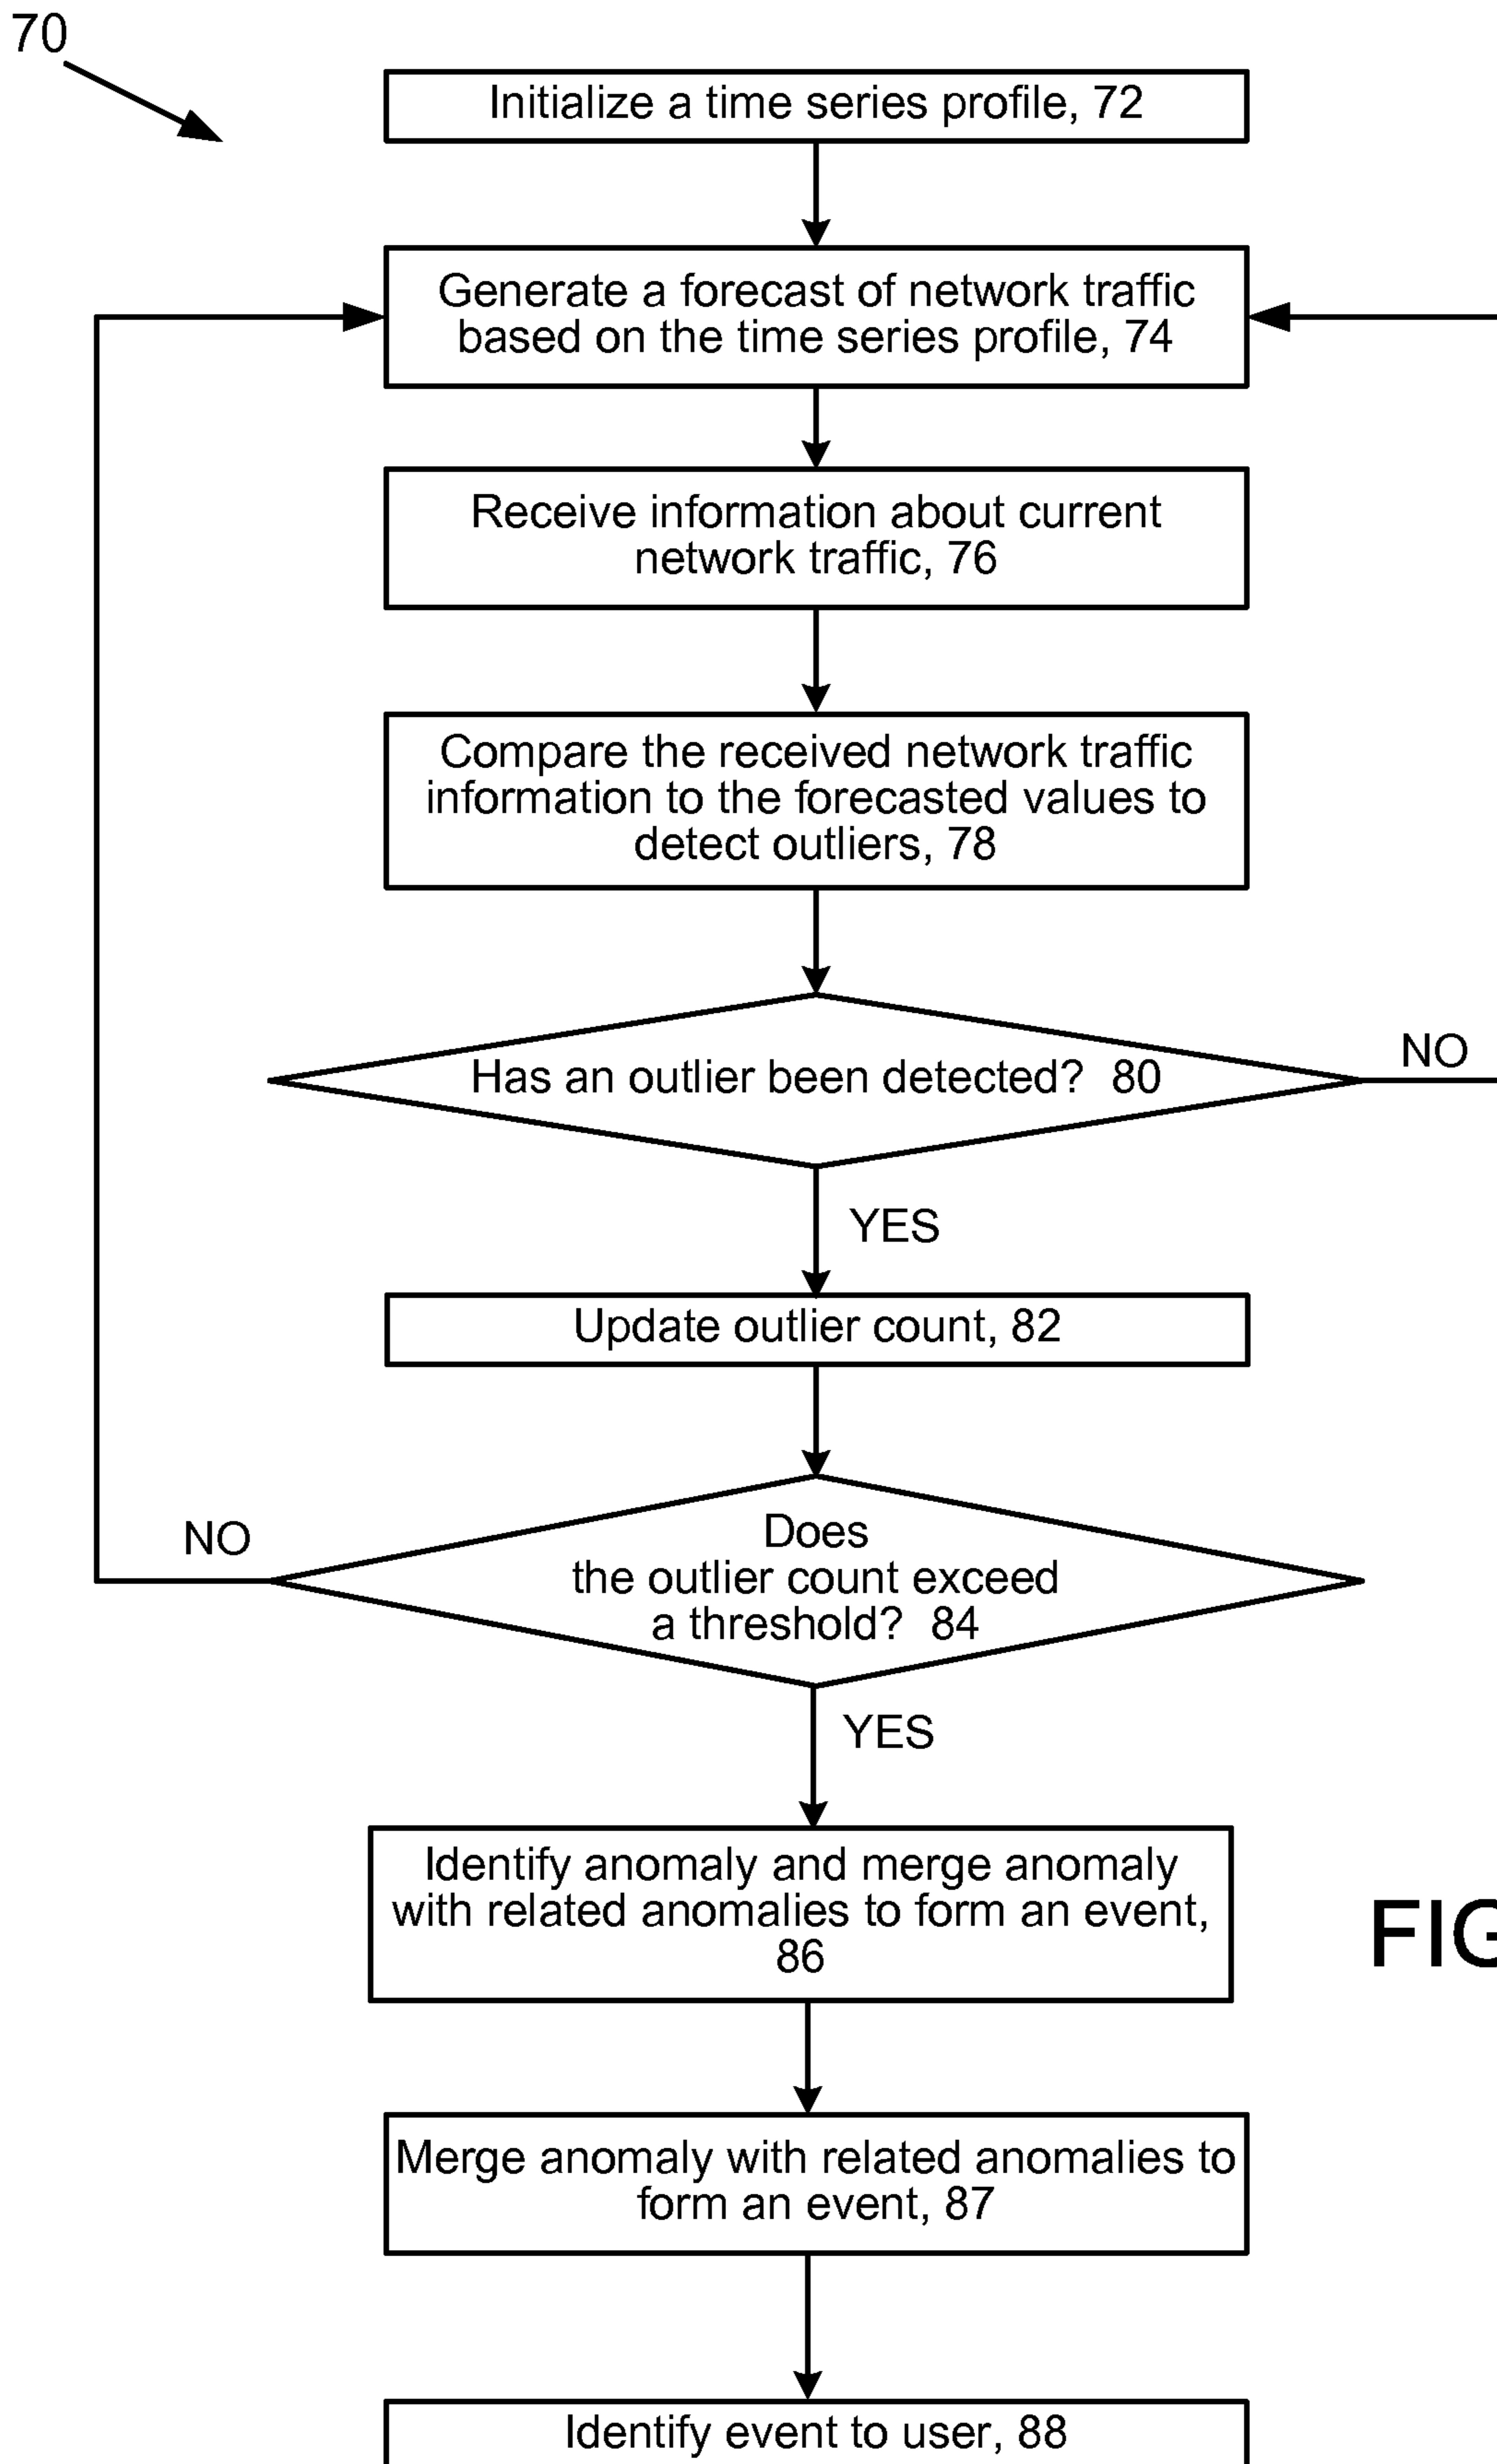 70
Initialize a time series profile, 72
Generate a forecast of network traffic
based on the time series profile, 74
Receive information about current
network traffic, 76
Compare the received network traffic
information to the forecasted values to
detect outliers, 78
Has an outlier been detected? 80
NO
YES
Update outlier count, 82
NO
Does
the outlier count exceed
a threshold? 84
YES
Identify anomaly and merge anomaly
with related anomalies to form an event,
86
FIG
Merge anomaly with related anomalies to
form an event, 87
Identify event to user, 88